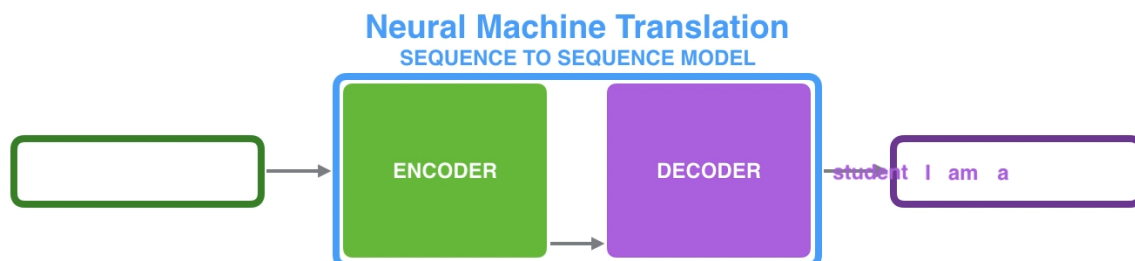 Neural Machine Translation
SEQUENCE TO SEQUENCE MODEL
ENCODER
DECODER
student I am a